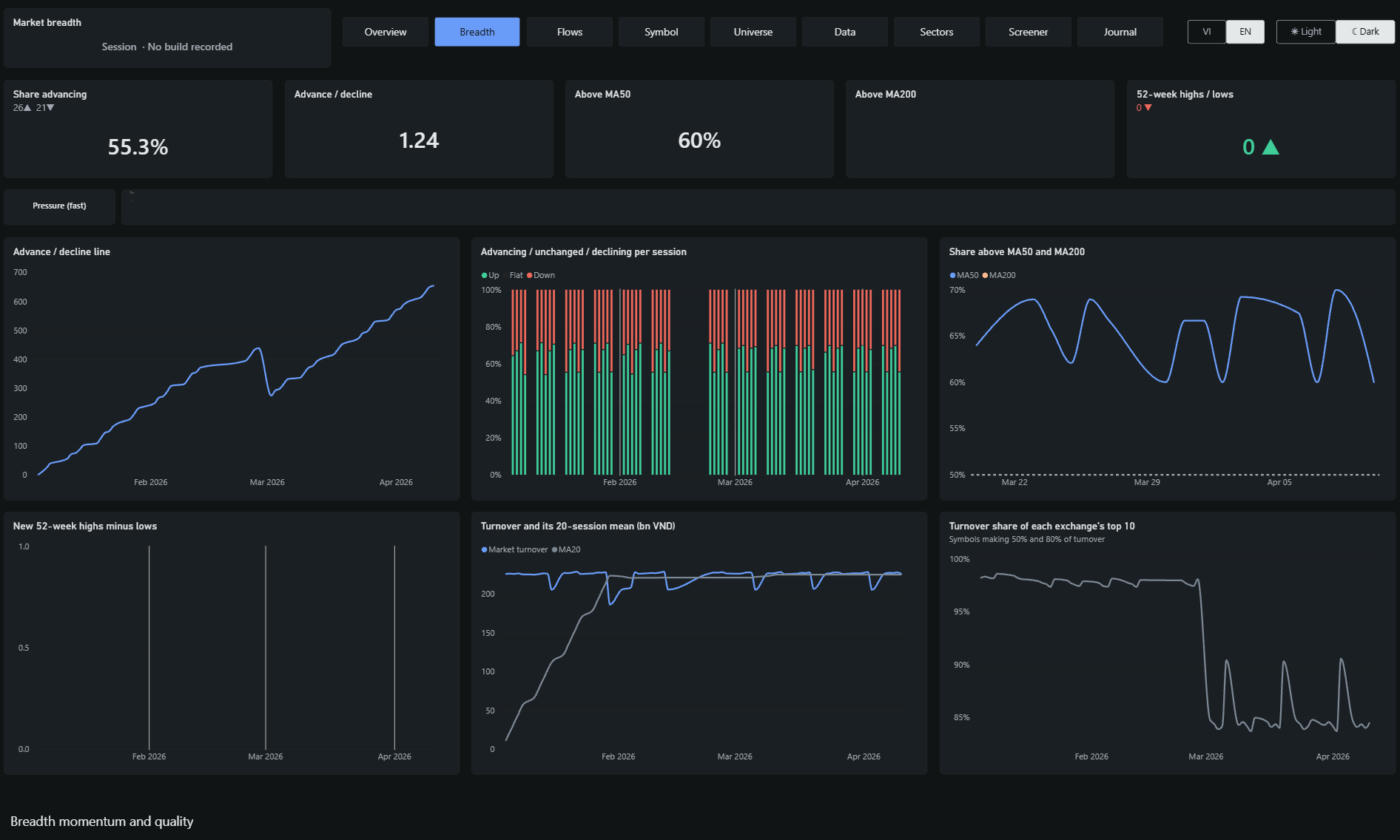 Market breadth
Session · No build recorded
Overview
Breadth
Flows
Symbol
Universe
Data
Sectors
Screener
Journal
VI
EN
☀ Light
☾ Dark
Share advancing
26▲ 21▼
55.3%
Advance / decline
1.24
Above MA50
60%
Above MA200
52-week highs / lows
0 ▼
0 ▲
Pressure (fast)
Advance / decline line
700
600
500
400
300
200
100
0
Feb 2026
Mar 2026
Apr 2026
Advancing / unchanged / declining per session
Up Flat Down
100%
80%
60%
40%
20%
0%
Feb 2026
Mar 2026
Apr 2026
Share above MA50 and MA200
MA50 MA200
70%
65%
60%
55%
50%
Mar 22
Mar 29
Apr 05
New 52-week highs minus lows
1.0
0.5
0.0
Feb 2026
Mar 2026
Apr 2026
Turnover and its 20-session mean (bn VND)
Market turnover MA20
200
150
100
50
0
Feb 2026
Mar 2026
Apr 2026
Turnover share of each exchange's top 10
Symbols making 50% and 80% of turnover
100%
95%
90%
85%
Feb 2026
Mar 2026
Apr 2026
Breadth momentum and quality